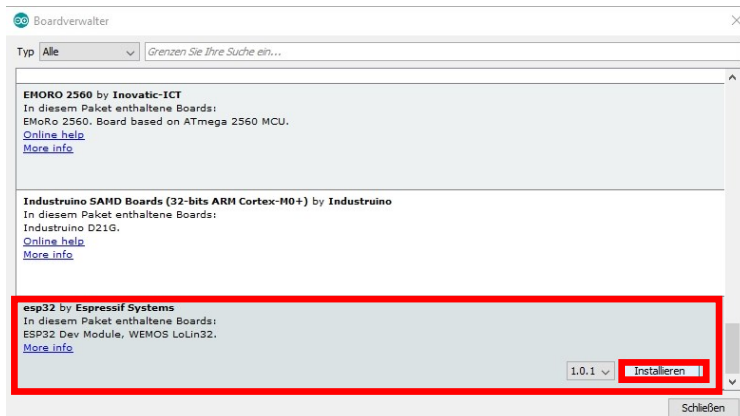 Boardverwalter
Typ Alle Grenzen Sie Ihre Suche ein...
EMORO 2560 by Inovatic-ICT
In diesem Paket enthaltene Boards:
EMoRo 2560. Board based on ATmega 2560 MCU.
Online help
More info
Industruino SAMD Boards (32-bits ARM Cortex-M0+) by Industruino
In diesem Paket enthaltene Boards:
Industruino D21G.
Online help
More info
esp32 by Espressif Systems
In diesem Paket enthaltene Boards:
ESP32 Dev Module, WEMOS LoLin32.
More info
1.0.1 Installieren
Schließen